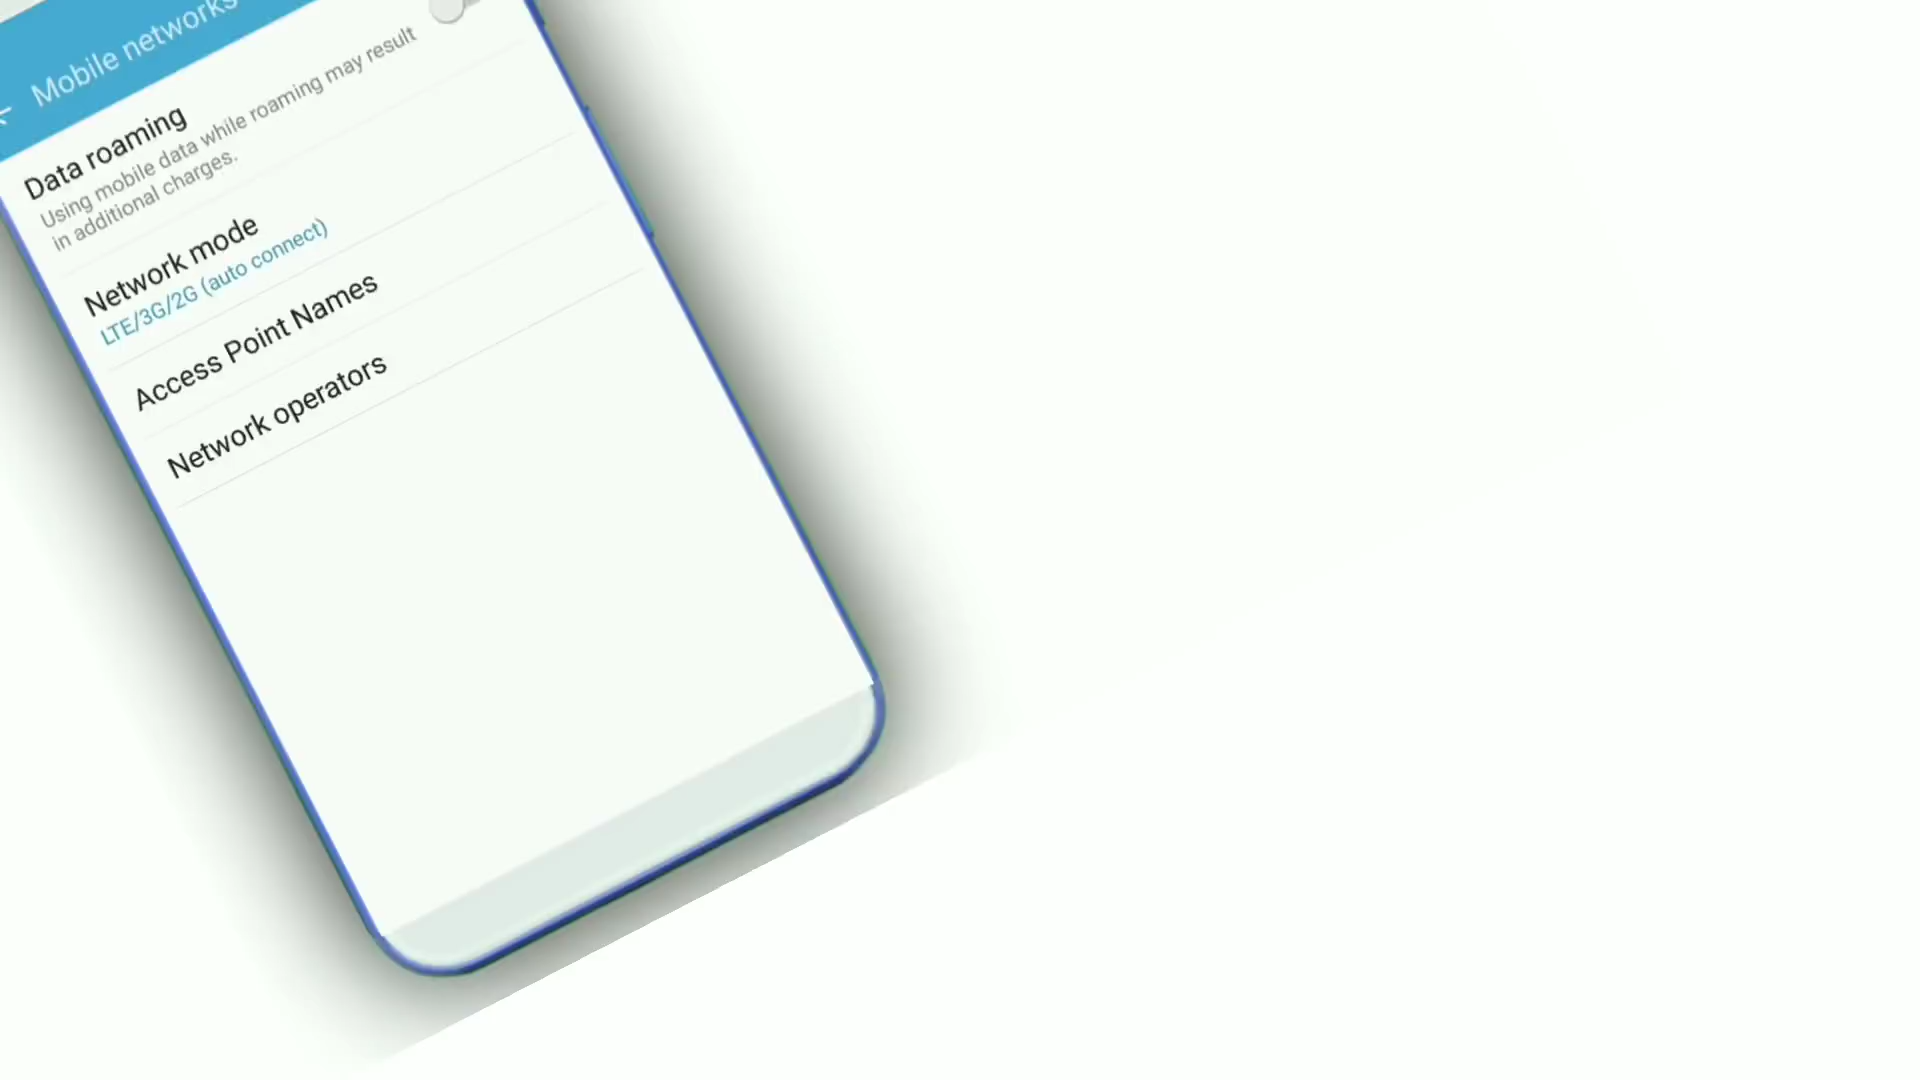 Mobile networks
Data roaming
Using mobile data while roaming may result
in additional charges.
Network mode
LTE/3G/2G (auto connect)
Access Point Names
Network operators